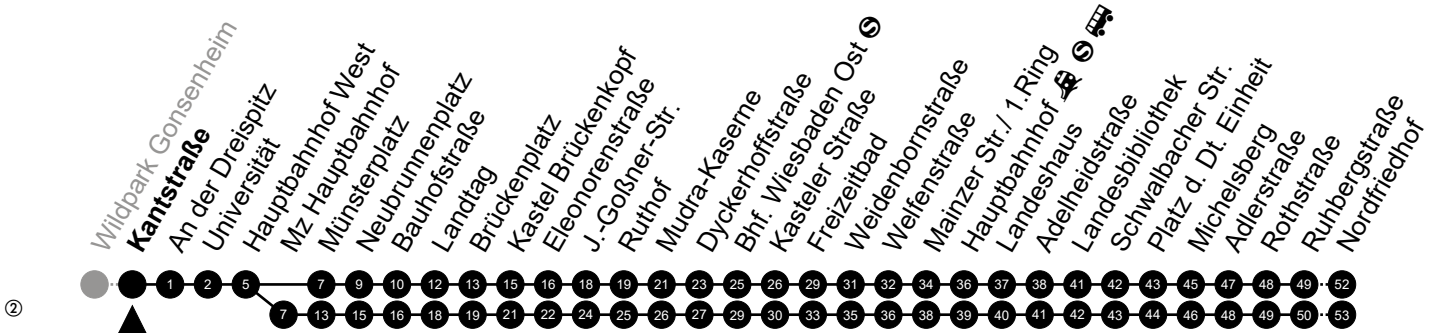 Wildpark Gonsenheim
Kantstraße
An der Dreispitz
Universität
Hauptbahnhof West
Mz Hauptbahnhof
Münsterplatz
Neubrunnenplatz
Bauhofstraße
Landtag
Brückenplatz
Kastel Brückenkopf
Eleonorenstraße
J.-Goßner-Str.
Ruthof
Mudra-Kaserne
Dyckerhoffstraße
Bhf. Wiesbaden Ost S
Kasteler Straße
Freizeitbad
Weidenbornstraße
Welfenstraße
Mainzer Str./ 1.Ring
Hauptbahnhof S
Landeshaus
Adelheidstraße
Landesbibliothek
Schwalbacher Str.
Platz d. Dt. Einheit
Michelsberg
Adlerstraße
Rothstraße
Ruhbergstraße
Nordfriedhof
1 2 5 7 9 10 12 13 15 16 18 19 21 23 25 26 29 31 32 34 36 37 38 41 42 43 45 47 48 49 52
② 7 13 15 16 18 19 21 22 24 25 26 27 29 30 33 35 36 38 39 40 41 42 43 44 46 48 49 50 53